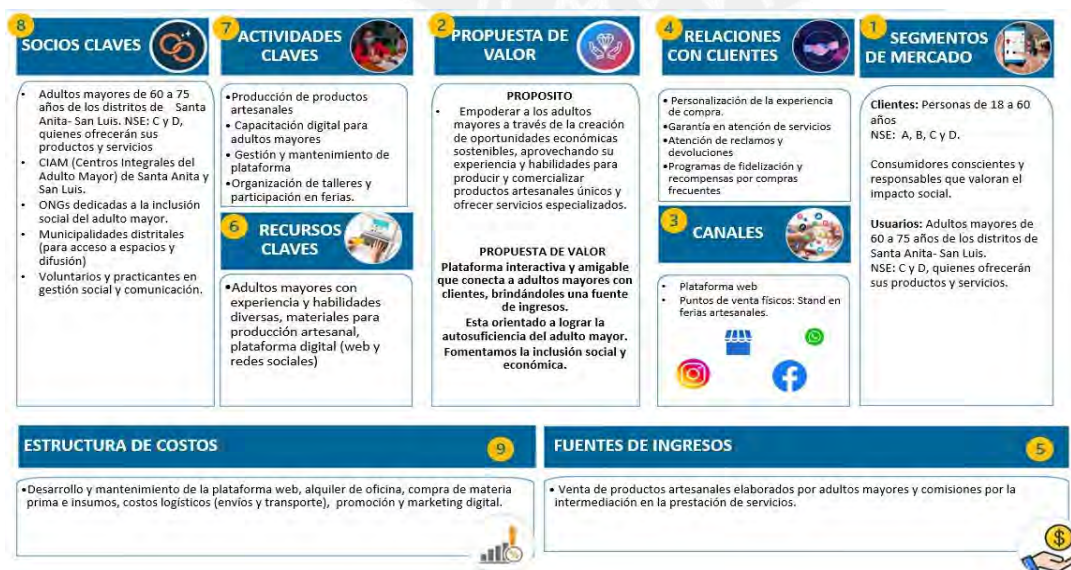 8
SOCIOS CLAVES
• Adultos mayores de 60 a 75
años de los distritos de Santa
Anita- San Luis. NSE: C y D,
quienes ofrecerán sus
productos y servicios
• CIAM (Centros Integrales del
Adulto Mayor) de Santa Anita y
San Luis.
• ONGs dedicadas a la inclusión
social del adulto mayor.
• Municipalidades distritales
(para acceso a espacios y
difusión)
• Voluntarios y practicantes en
gestión social y comunicación.
7
ACTIVIDADES
CLAVES
•Producción de productos
artesanales
• Capacitación digital para
adultos mayores
• Gestión y mantenimiento de
plataforma
•Organización de talleres y
participación en ferias.
6
RECURSOS
CLAVES
•Adultos mayores con
experiencia y habilidades
diversas, materiales para
producción artesanal,
plataforma digital (web y
redes sociales)
2
PROPUESTA DE
VALOR
PROPOSITO
• Empoderar a los adultos
mayores a través de la creación
de oportunidades económicas
sostenibles, aprovechando su
experiencia y habilidades para
producir y comercializar
productos artesanales únicos y
ofrecer servicios especializados.
PROPUESTA DE VALOR
Plataforma interactiva y amigable
que conecta a adultos mayores con
clientes, brindándoles una fuente
de ingresos.
Esta orientado a lograr la
autosuficiencia del adulto mayor.
Fomentamos la inclusión social y
económica.
4
RELACIONES
CON CLIENTES
• Personalización de la experiencia
de compra.
•Garantía en atención de servicios
•Atención de reclamos y
devoluciones
•Programas de fidelización y
recompensas por compras
frecuentes
3
CANALES
• Plataforma web
• Puntos de venta físicos: Stand en
ferias artesanales.
1
SEGMENTOS
DE MERCADO
Clientes: Personas de 18 a 60
años
NSE: A, B, C y D.
Consumidores conscientes y
responsables que valoran el
impacto social.
Usuarios: Adultos mayores de
60 a 75 años de los distritos de
Santa Anita- San Luis.
NSE: C y D, quienes ofrecerán
sus productos y servicios.
ESTRUCTURA DE COSTOS
9
•Desarrollo y mantenimiento de la plataforma web, alquiler de oficina, compra de materia
prima e insumos, costos logísticos (envíos y transporte), promoción y marketing digital.
FUENTES DE INGRESOS
5
• Venta de productos artesanales elaborados por adultos mayores y comisiones por la
intermediación en la prestación de servicios.
$